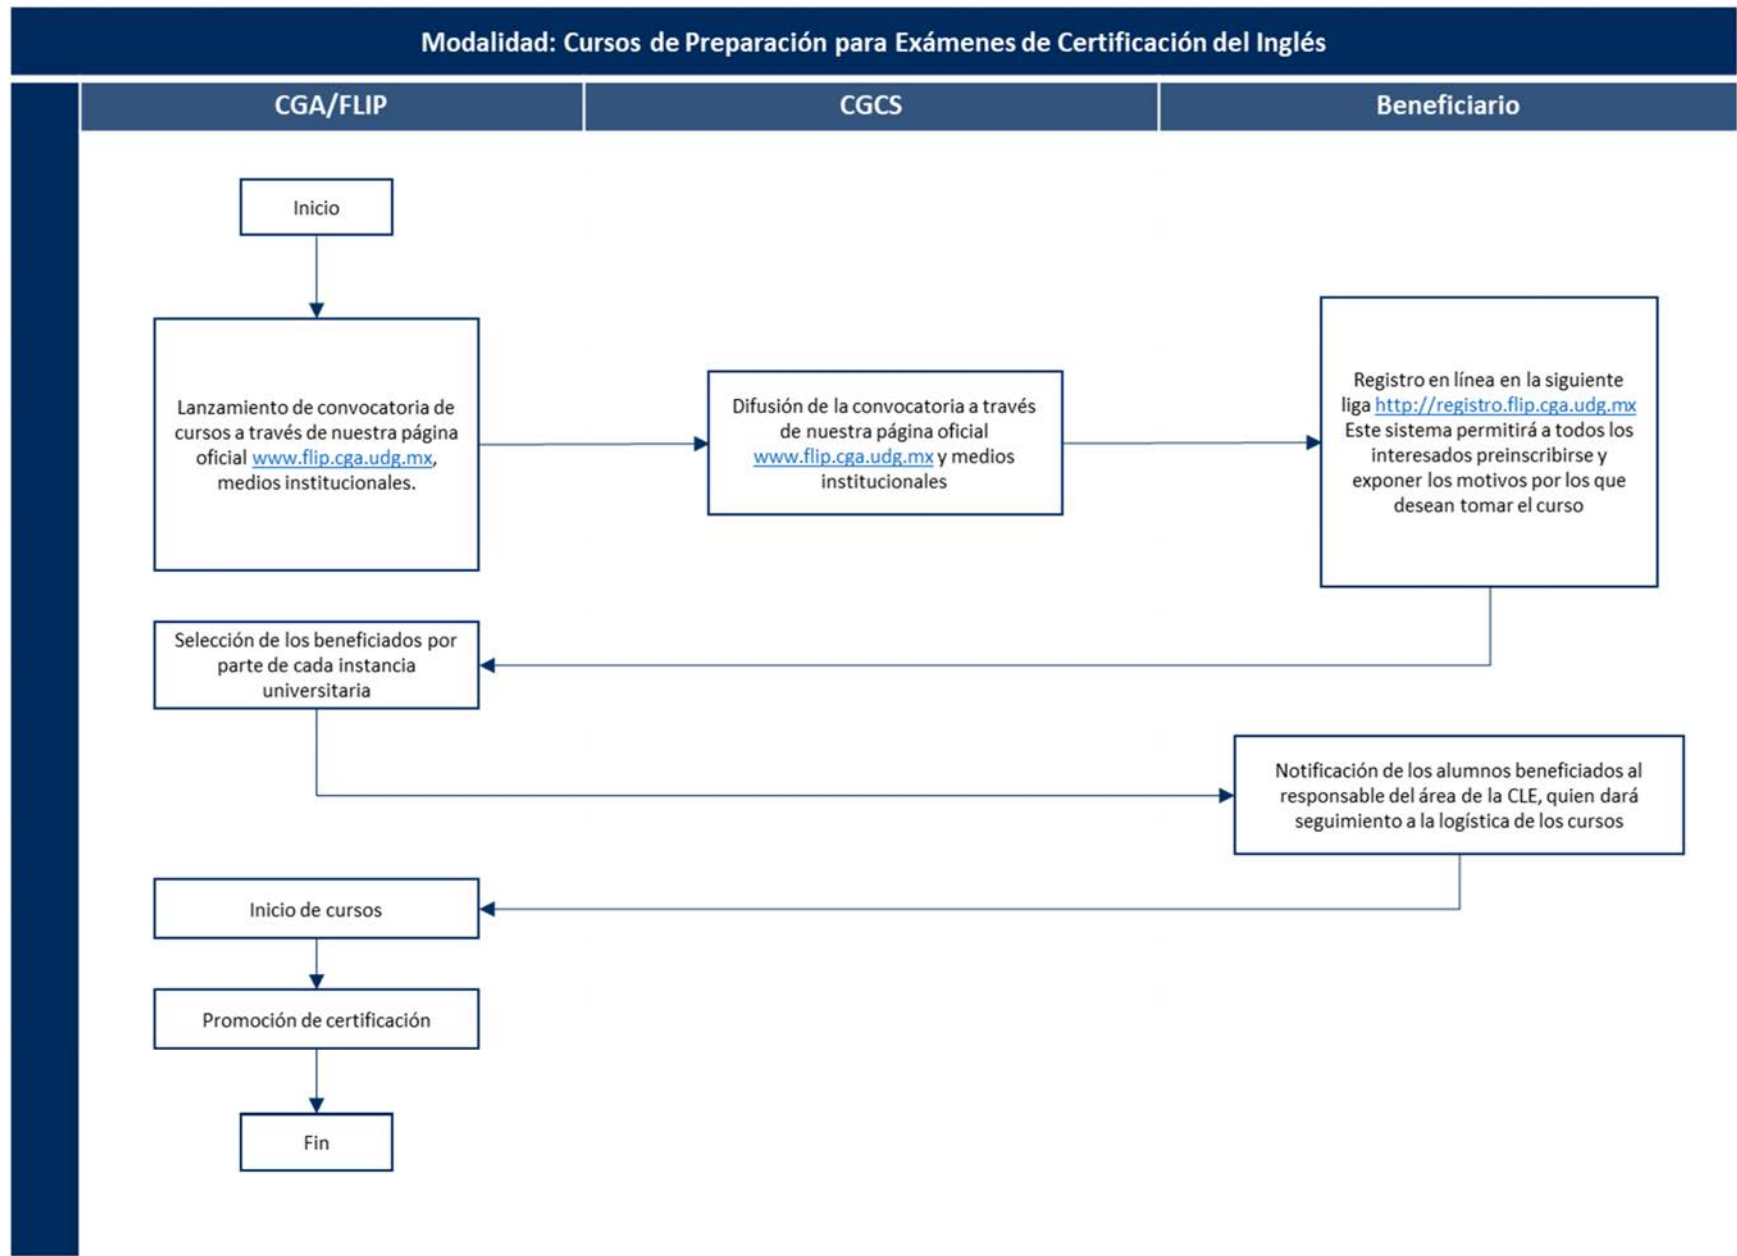 Modalidad: Cursos de Preparación para Exámenes de Certificación del Inglés
CGA/FLIP
CGCS
Beneficiario
Inicio
Lanzamiento de convocatoria de
cursos a través de nuestra página
oficial www.flip.cga.udg.mx,
medios institucionales.
Difusión de la convocatoria a través
de nuestra página oficial
www.flip.cga.udg.mx y medios
institucionales
Registro en línea en la siguiente
liga http://registro.flip.cga.udg.mx
Este sistema permitirá a todos los
interesados preinscribirse y
exponer los motivos por los que
desean tomar el curso
Selección de los beneficiados por
parte de cada instancia
universitaria
Notificación de los alumnos beneficiados al
responsable del área de la CLE, quien dará
seguimiento a la logística de los cursos
Inicio de cursos
Promoción de certificación
Fin